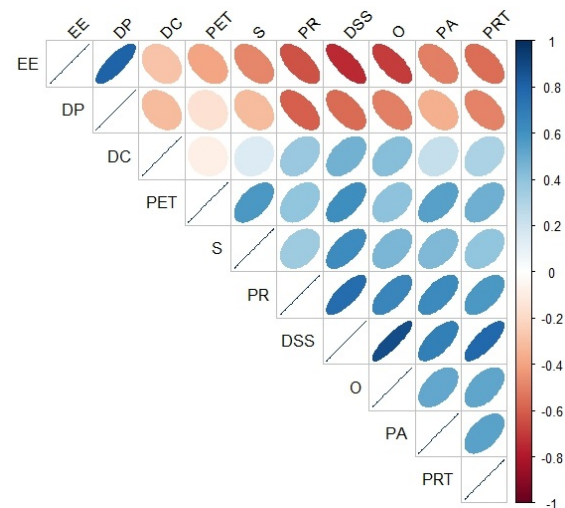 EE DP DC PET S PR DSS O PA PRT
EE
DP
DC
PET
S
PR
DSS
O
PA
PRT
1
0.8
0.6
0.4
0.2
0
-0.2
-0.4
-0.6
-0.8
-1